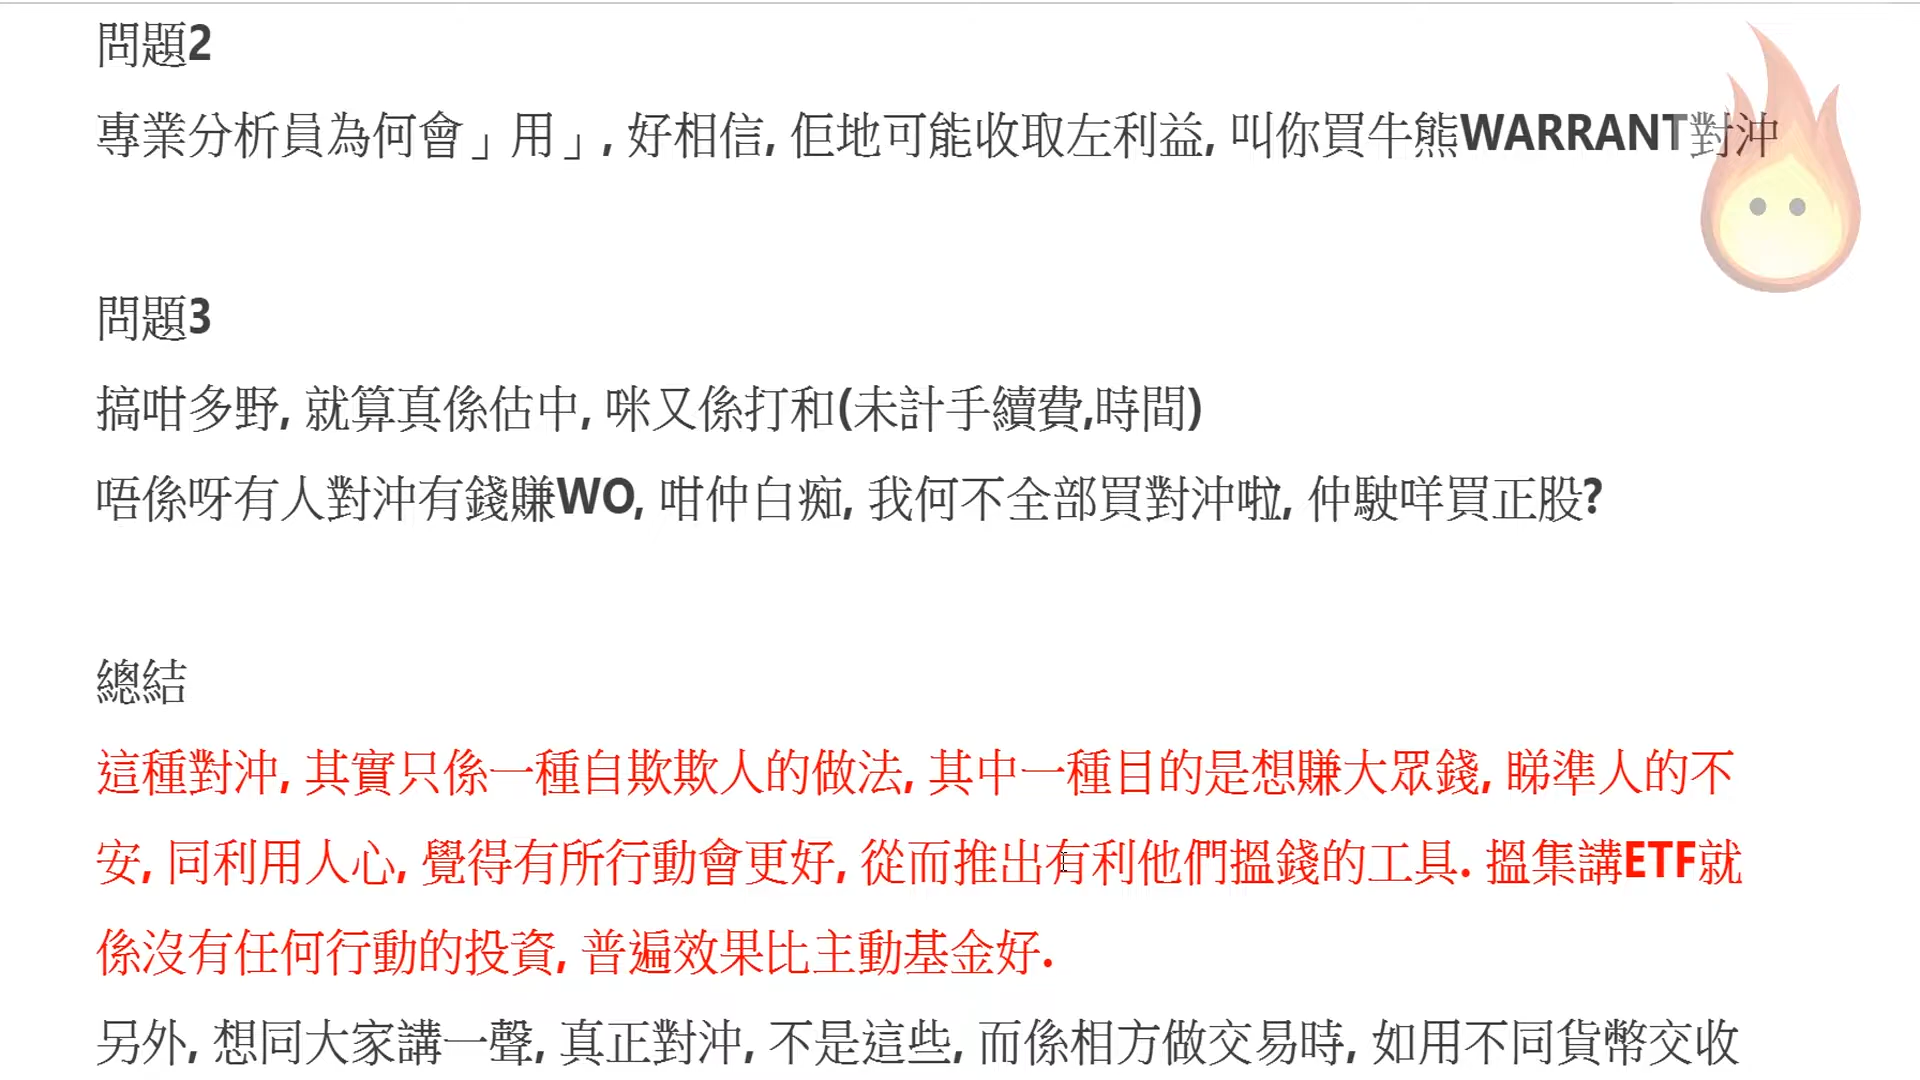 問題2
專業分析員為何會」用」, 好相信, 佢地可能收取左利益, 叫你買牛熊WARRANT對沖
問題3
搞咁多野, 就算真係估中, 咪又係打和(未計手續費,時間)
唔係呀有人對沖有錢賺WO, 咁仲白痴, 我何不全部買對沖啦, 仲駛咩買正股?
總結
這種對沖, 其實只係一種自欺欺人的做法, 其中一種目的是想賺大眾錢, 睇準人的不
安, 同利用人心, 覺得有所行動會更好, 從而推出有利他們搵錢的工具. 搵集講ETF就
係沒有任何行動的投資, 普遍效果比主動基金好.
另外, 想同大家講一聲, 真正對沖, 不是這些, 而係相方做交易時, 如用不同貨幣交收